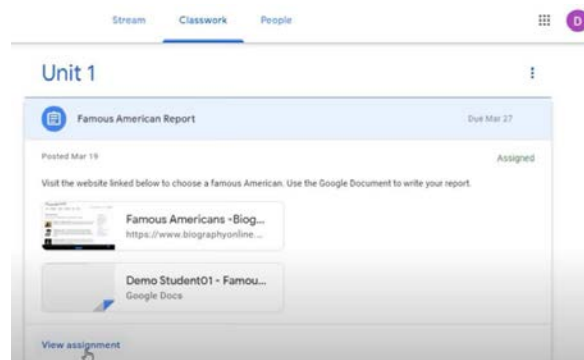 Stream Classwork People
D
Unit 1
Famous American Report Due Mar 27
Posted Mar 19 Assigned
Visit the website linked below to choose a famous American. Use the Google Document to write your report.
Famous Americans -Biog...
https://www.biographyonline...
Demo Student01 - Famou...
Google Docs
View assignment